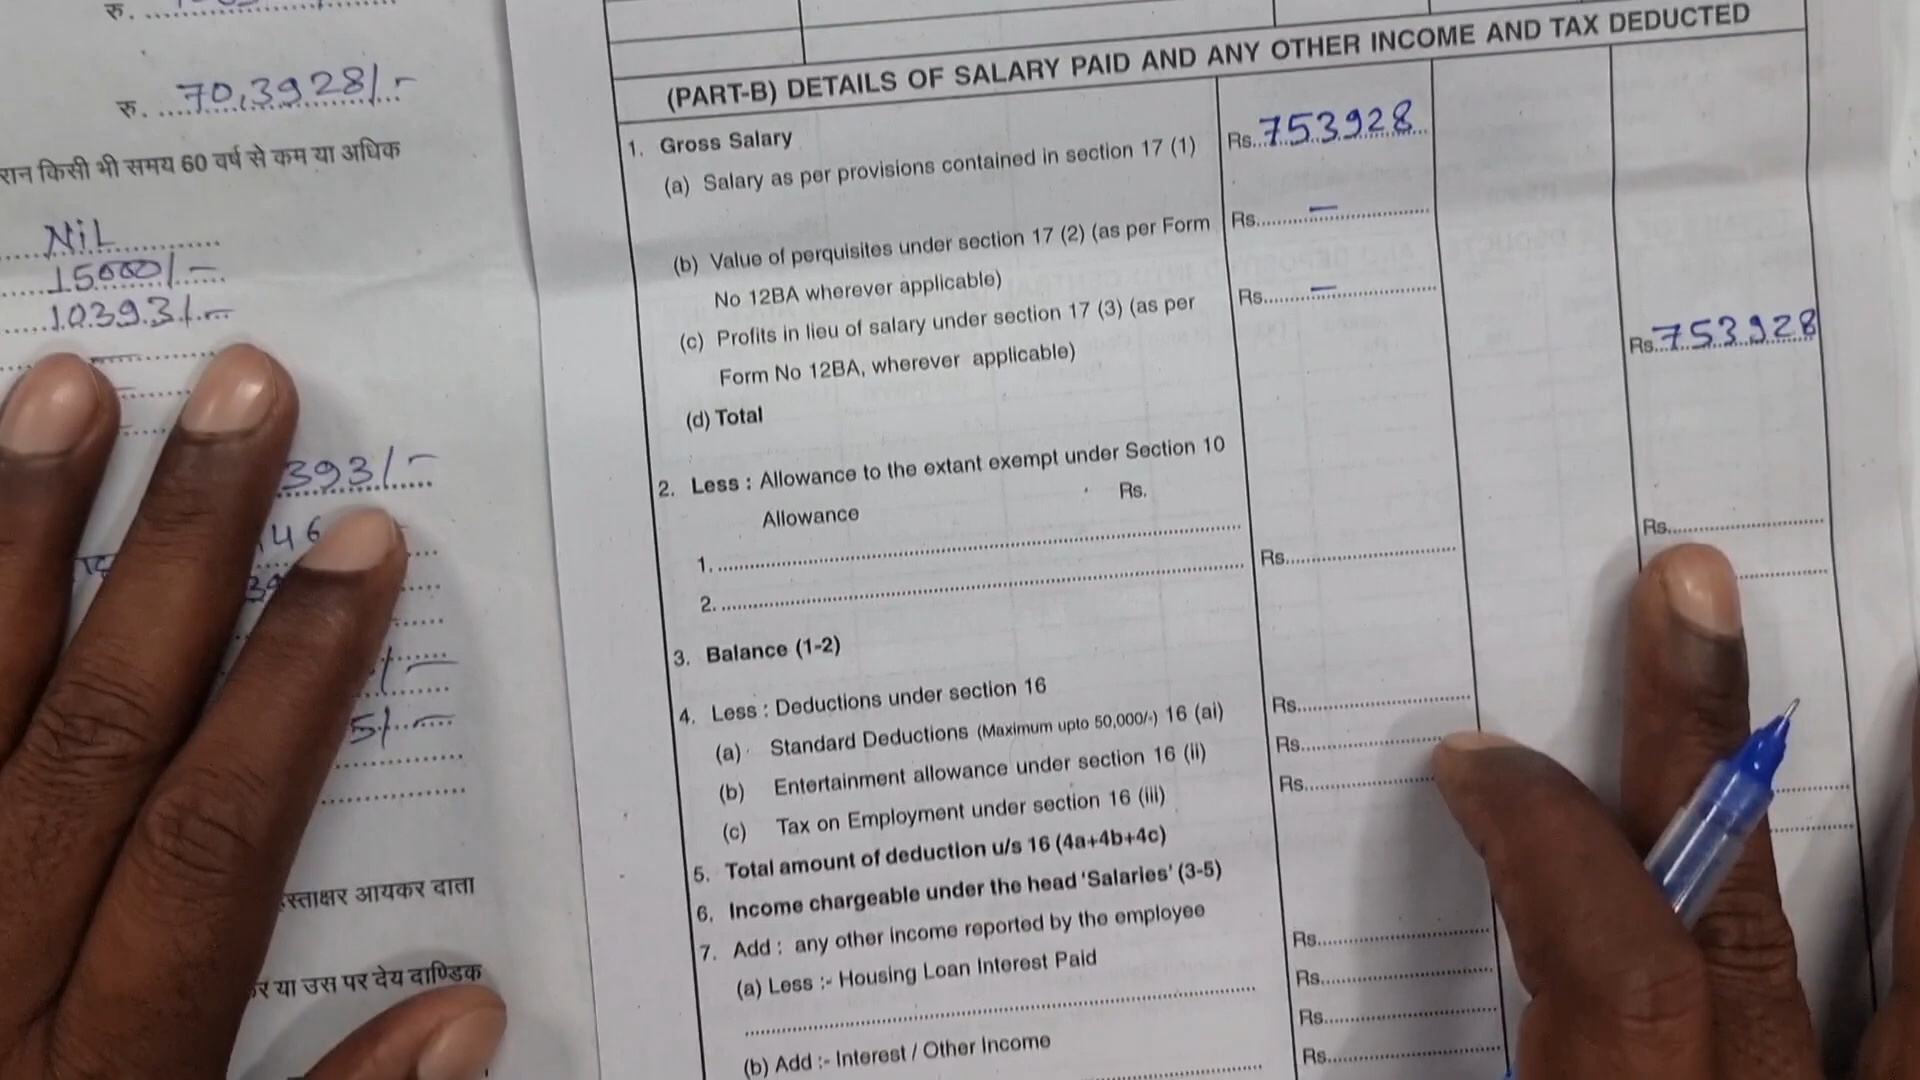 रु.
रु. 70,3928/-
रान किसी भी समय 60 वर्ष से कम या अधिक
NiL
15000/-
10393/-
393/-
146
5/-
हस्ताक्षर आयकर दाता
या उस पर देय दाण्डिक
(PART-B) DETAILS OF SALARY PAID AND ANY OTHER INCOME AND TAX DEDUCTED
1. Gross Salary
(a) Salary as per provisions contained in section 17 (1) Rs. 753928
(b) Value of perquisites under section 17 (2) (as per Form Rs. —
No 12BA wherever applicable)
(c) Profits in lieu of salary under section 17 (3) (as per Rs. —
Form No 12BA, wherever applicable)
(d) Total Rs. 753928
2. Less : Allowance to the extant exempt under Section 10
Allowance Rs.
1. Rs.
2. Rs.
3. Balance (1-2)
4. Less : Deductions under section 16
(a) Standard Deductions (Maximum upto 50,000/-) 16 (ai) Rs.
(b) Entertainment allowance under section 16 (ii) Rs.
(c) Tax on Employment under section 16 (iii) Rs.
5. Total amount of deduction u/s 16 (4a+4b+4c)
6. Income chargeable under the head 'Salaries' (3-5)
7. Add : any other income reported by the employee
(a) Less :- Housing Loan Interest Paid Rs.
Rs.
Rs.
(b) Add :- Interest / Other Income Rs.